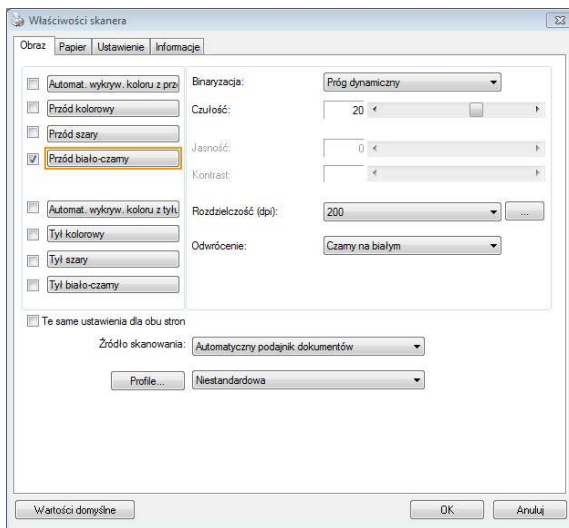 Właściwości skanera
Obraz Papier Ustawienie Informacje
Automat. wykryw. koloru z prz
Przód kolorowy
Przód szary
Przód biało-czarny
Automat. wykryw. koloru z tyłu
Tył kolorowy
Tył szary
Tył biało-czarny
Binaryzacja: Próg dynamiczny
Czułość: 20
Jasność: 0
Kontrast:
Rozdzielczość (dpi): 200 ...
Odwrócenie: Czarny na białym
Te same ustawienia dla obu stron
Źródło skanowania: Automatyczny podajnik dokumentów
Profile... Niestandardowa
Wartości domyślne OK Anuluj